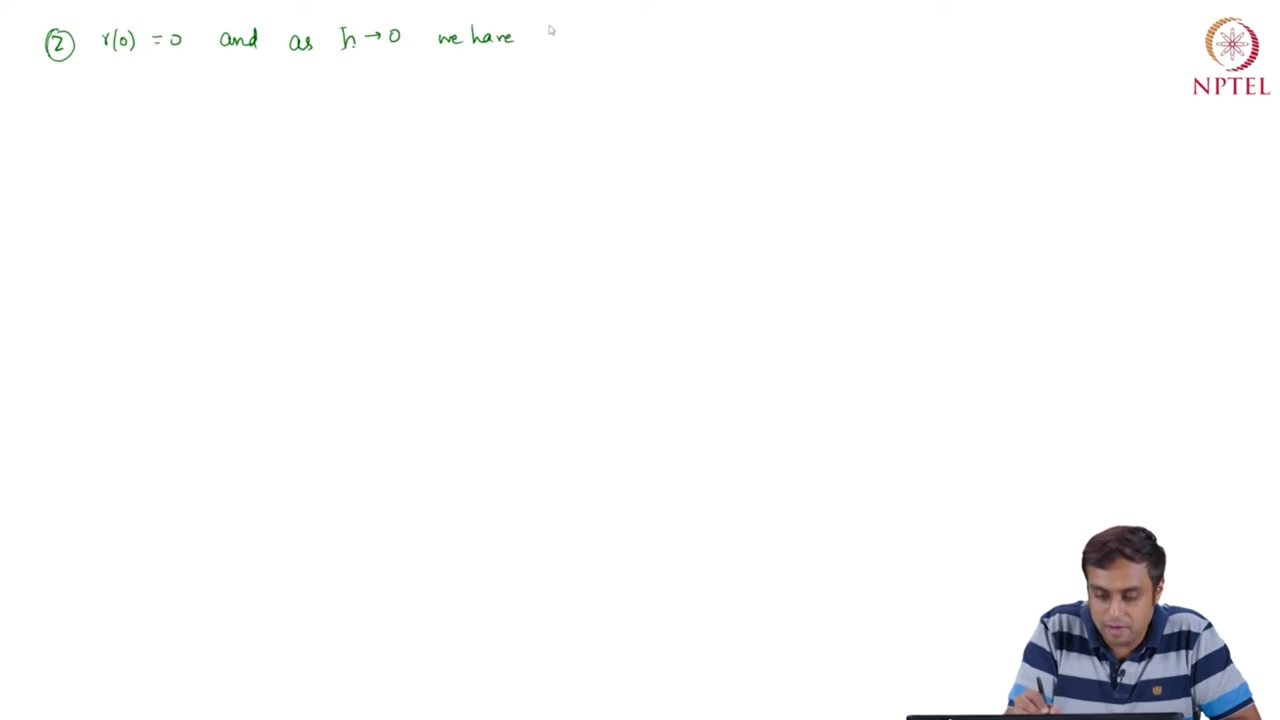 ② r(0) = 0 and as h → 0 we have
NPTEL